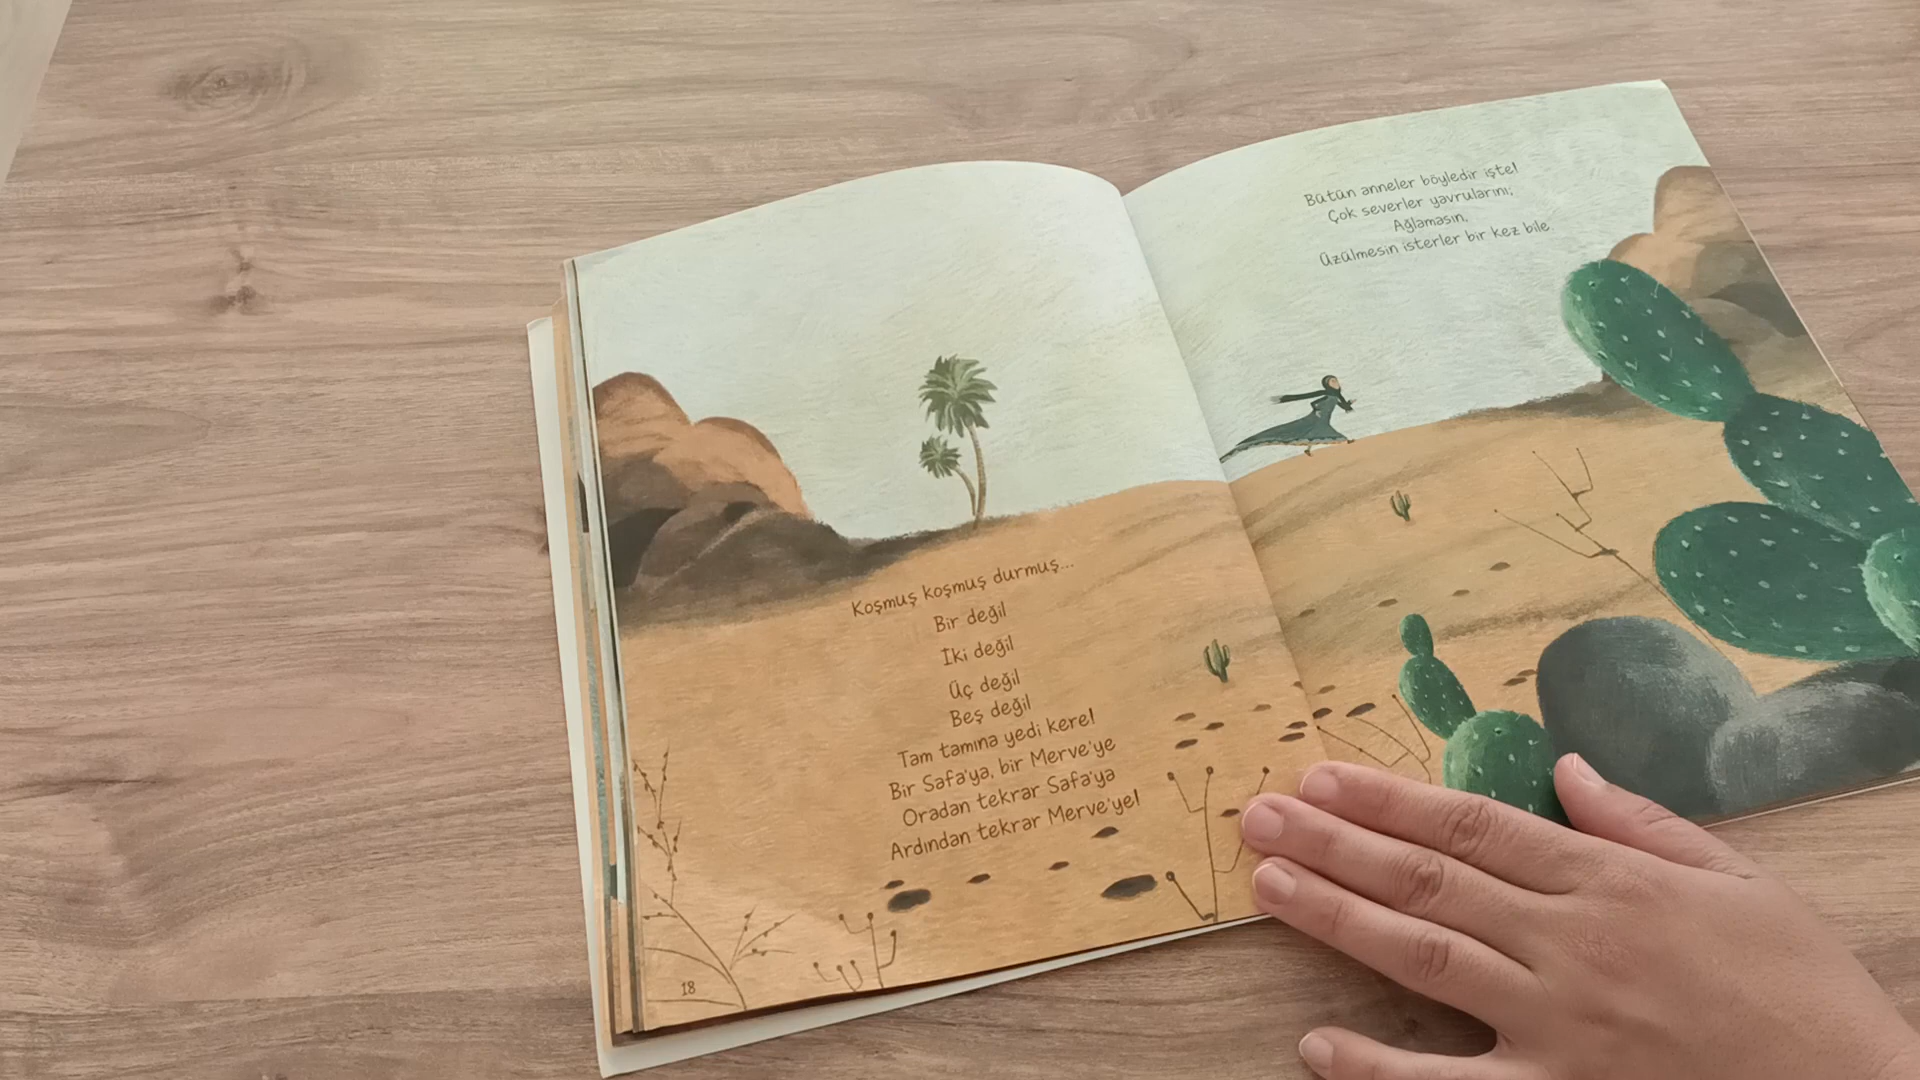 Koşmuş koşmuş durmuş...
Bir değil
İki değil
Üç değil
Beş değil
Tam tamına yedi kere!
Bir Safa'ya, bir Merve'ye
Oradan tekrar Safa'ya
Ardından tekrar Merve'ye!
18
Bütün anneler böyledir işte!
Çok severler yavrularını;
Ağlamasın,
Üzülmesin isterler bir kez bile.